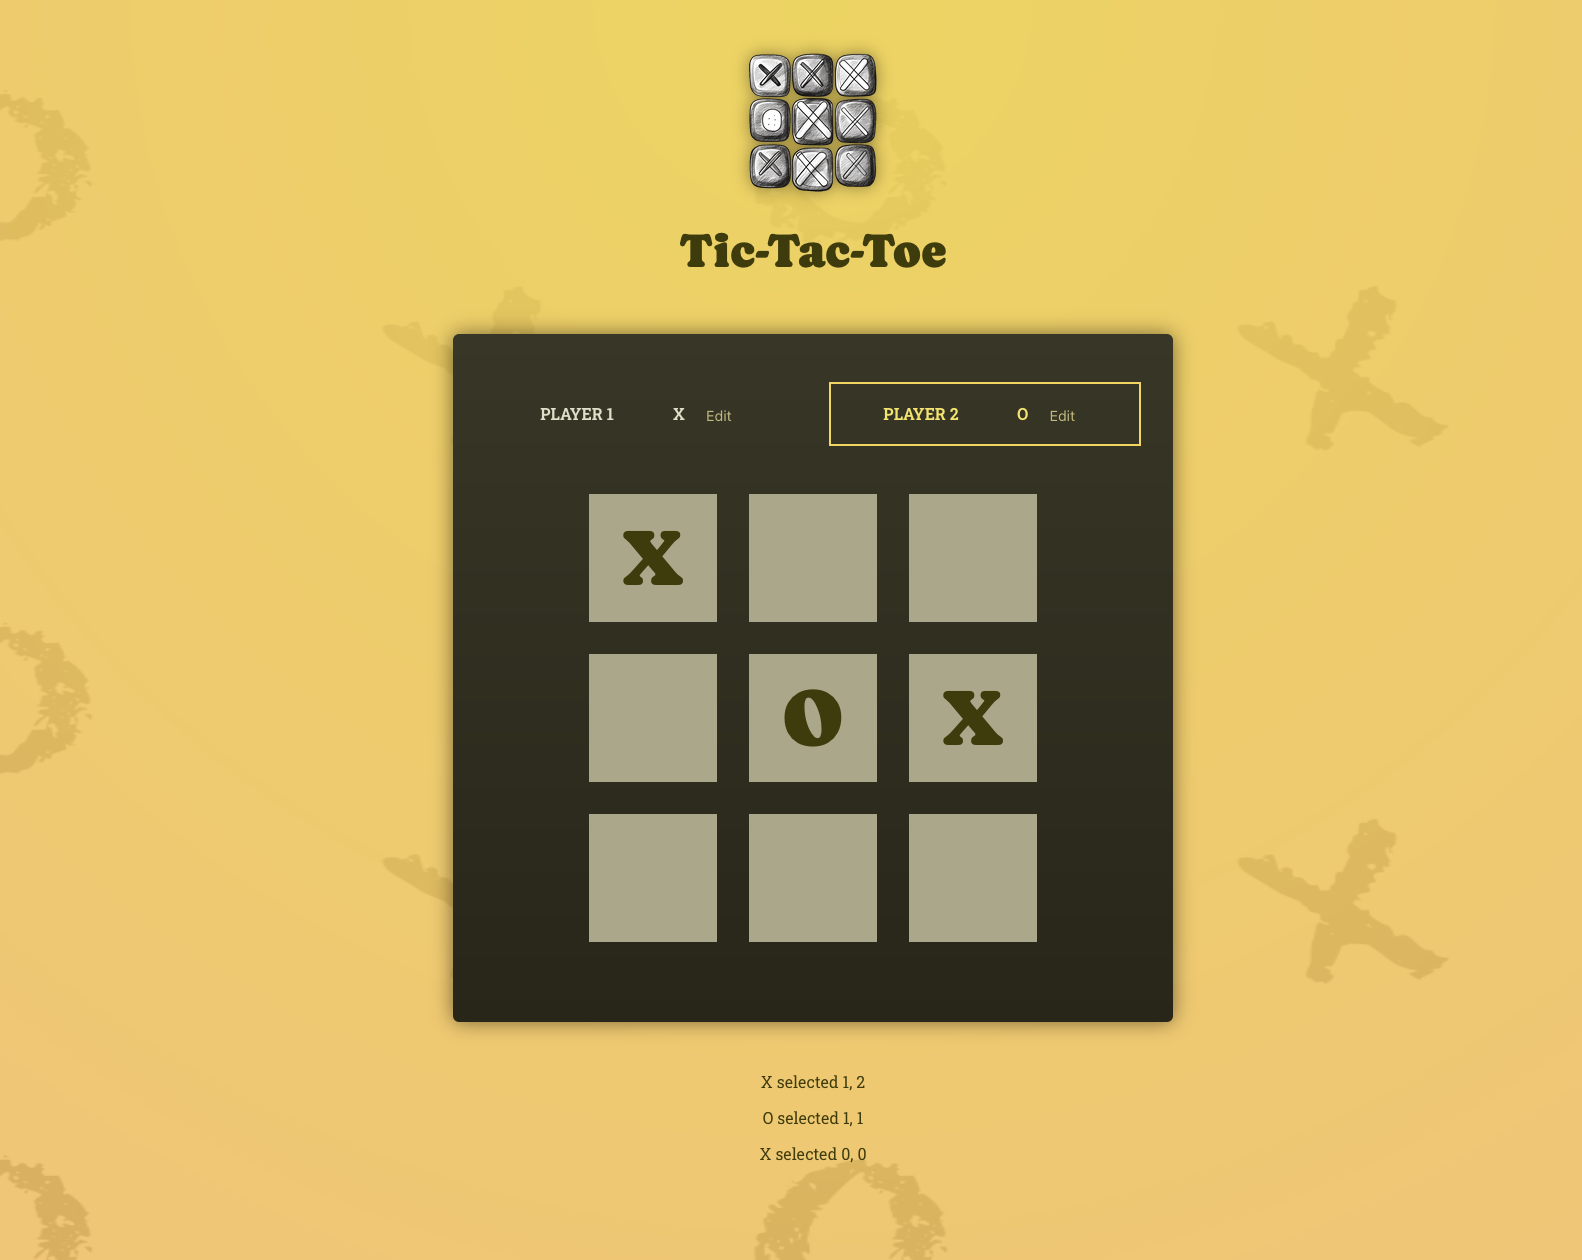 Tic-Tac-Toe
PLAYER 1 X Edit PLAYER 2 O Edit
X
O X
X selected 1, 2
O selected 1, 1
X selected 0, 0